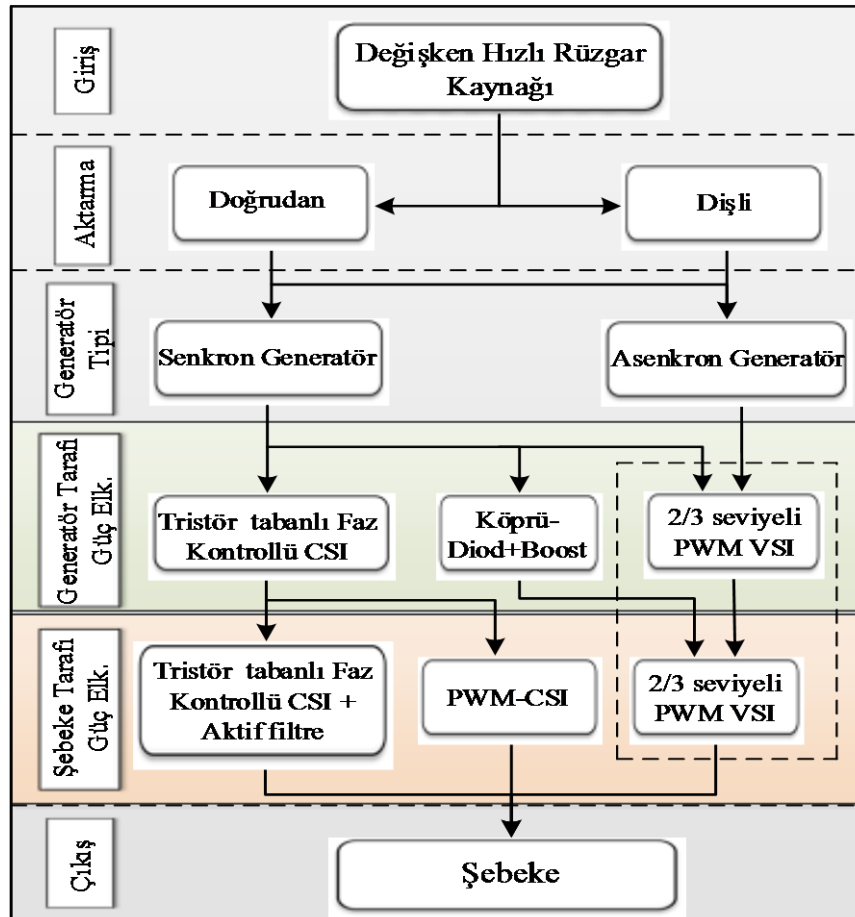 Giriş
Değişken Hızlı Rüzgar
Kaynağı
Aktarma
Doğrudan
Dişli
Generatör
Tipi
Senkron Generatör
Asenkron Generatör
Generatör Tarafi
Güç Elk.
Tristör tabanlı Faz
Kontrollü CSI
Köprü-
Diod+Boost
2/3 seviyeli
PWM VSI
Şebeke Tarafi
Güç Elk.
Tristör tabanlı Faz
Kontrollü CSI +
Aktif filtre
PWM-CSI
2/3 seviyeli
PWM VSI
Çıkış
Şebeke